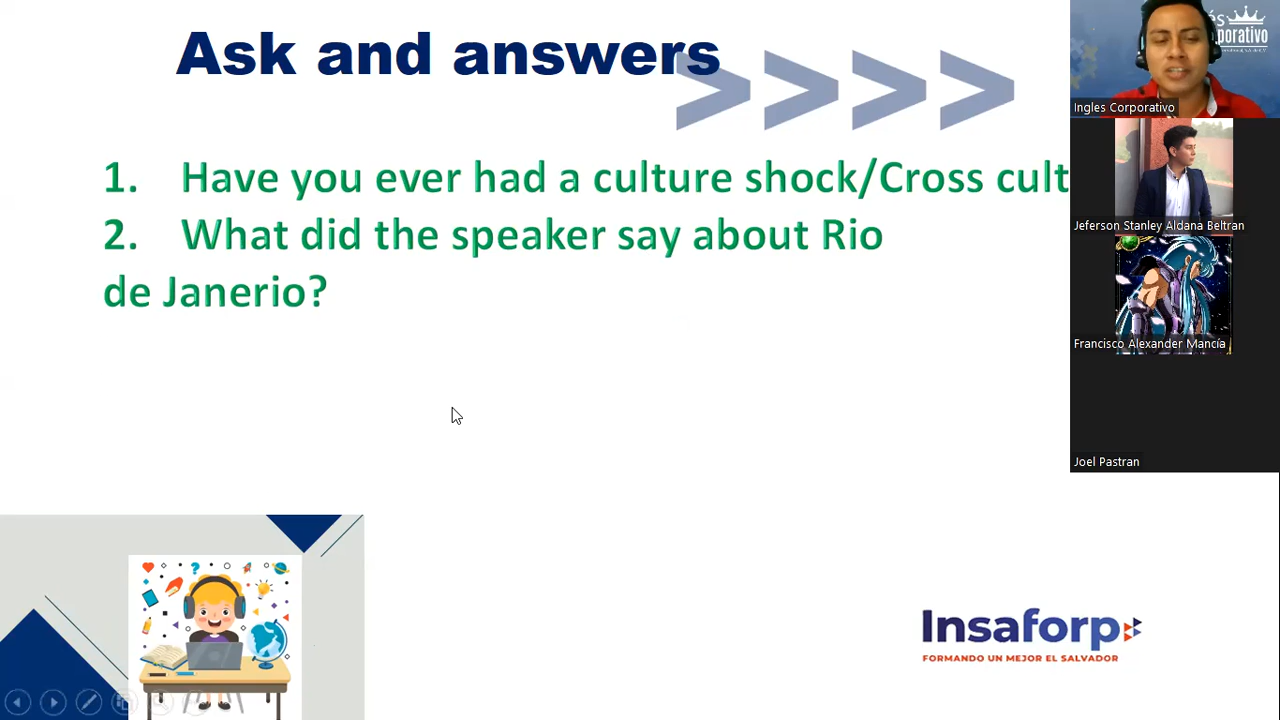 Ask and answers
>>>>
1. Have you ever had a culture shock/Cross cult
2. What did the speaker say about Rio
de Janerio?
Insaforp
FORMANDO UN MEJOR EL SALVADOR
Ingles Corporativo
Jeferson Stanley Aldana Beltran
Francisco Alexander Mancía
Joel Pastran